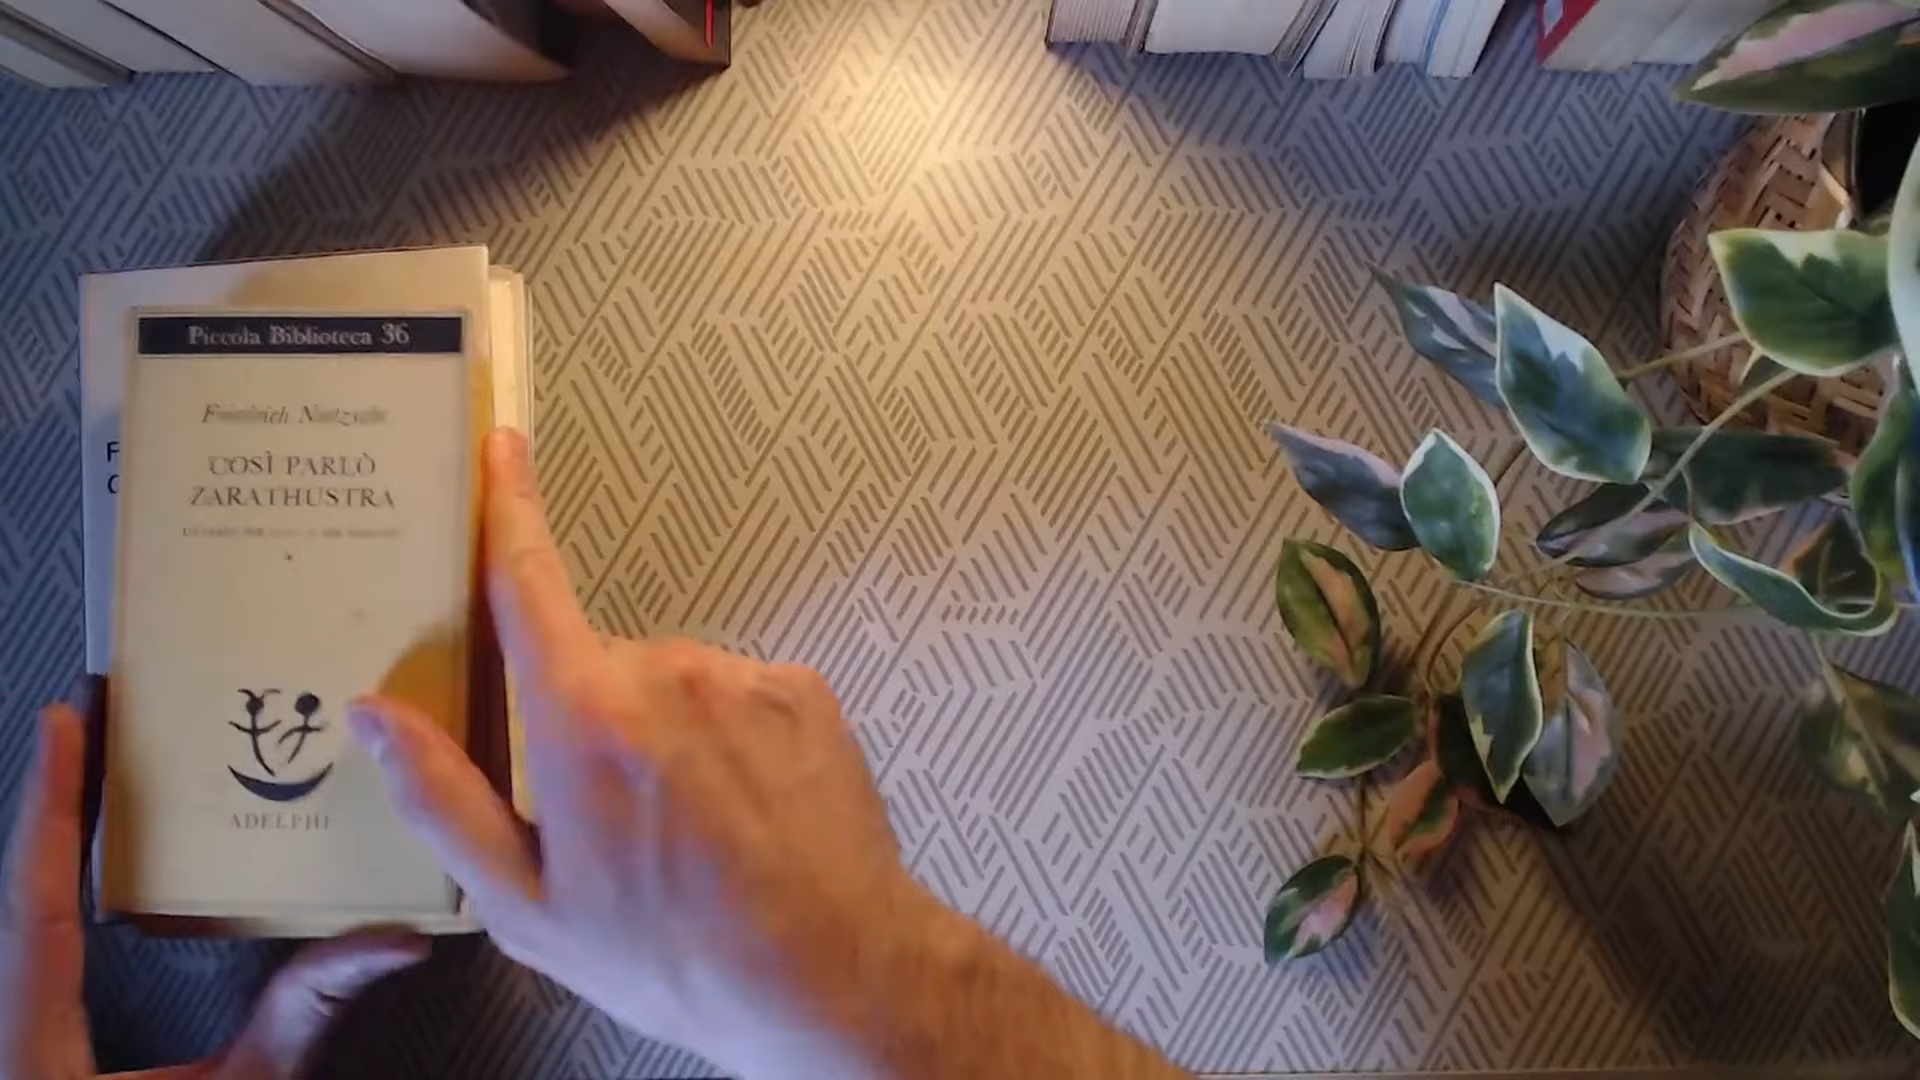 Piccola Biblioteca 36
Friedrich Nietzsche
COSÌ PARLÒ
ZARATHUSTRA
ADELPHI